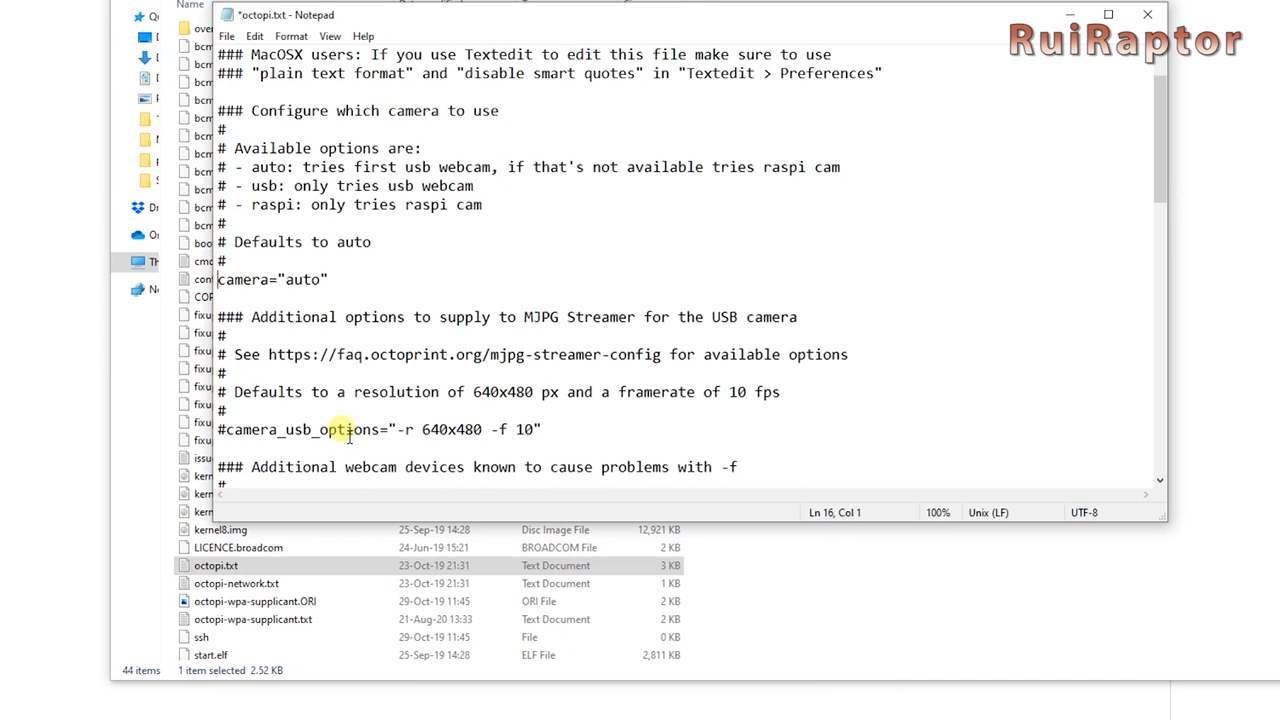 Name
*octopi.txt - Notepad
File Edit Format View Help
RuiRaptor
### MacOSX users: If you use Textedit to edit this file make sure to use
### "plain text format" and "disable smart quotes" in "Textedit > Preferences"
### Configure which camera to use
#
# Available options are:
# - auto: tries first usb webcam, if that's not available tries raspi cam
# - usb: only tries usb webcam
# - raspi: only tries raspi cam
#
# Defaults to auto
#
camera="auto"
### Additional options to supply to MJPG Streamer for the USB camera
#
# See https://faq.octoprint.org/mjpg-streamer-config for available options
#
# Defaults to a resolution of 640x480 px and a framerate of 10 fps
#
#camera_usb_options="-r 640x480 -f 10"
### Additional webcam devices known to cause problems with -f
#
Ln 16, Col 1 100% Unix (LF) UTF-8
kernel8.img 25-Sep-19 14:28 Disc Image File 12,921 KB
LICENCE.broadcom 24-Jun-19 15:21 BROADCOM File 2 KB
octopi.txt 23-Oct-19 21:31 Text Document 3 KB
octopi-network.txt 23-Oct-19 21:31 Text Document 1 KB
octopi-wpa-supplicant.ORI 29-Oct-19 11:45 ORI File 2 KB
octopi-wpa-supplicant.txt 21-Aug-20 13:33 Text Document 2 KB
ssh 29-Oct-19 11:45 File 0 KB
start.elf 25-Sep-19 14:28 ELF File 2,811 KB
44 items 1 item selected 2.52 KB